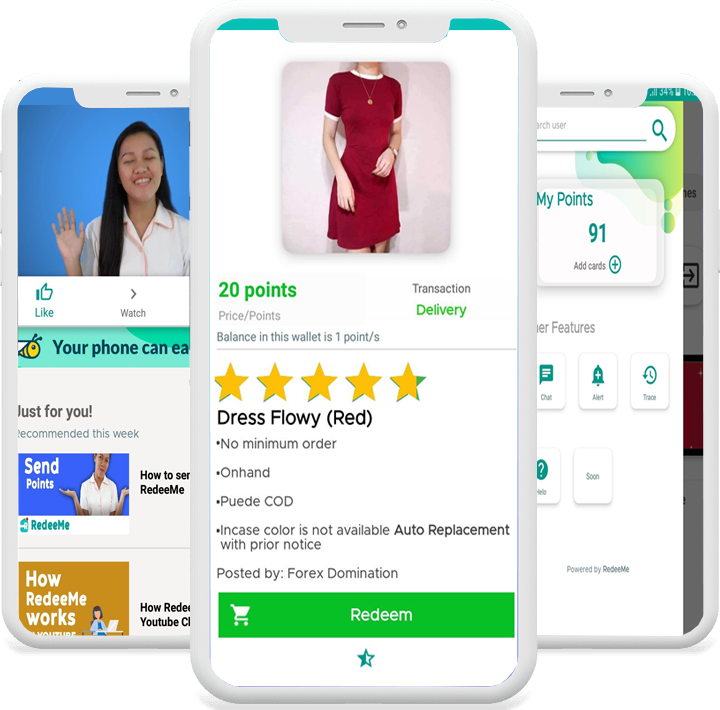 Like
Watch
Your phone can ea
Just for you!
Recommended this week
Send
Points
RedeeMe
How to sen
RedeeMe
How
RedeeMe
works
How Redee
Youtube Cl
20 points
Price/Points
Transaction
Delivery
Balance in this wallet is 1 point/s
Dress Flowy (Red)
•No minimum order
•Onhand
•Puede COD
•Incase color is not available Auto Replacement
with prior notice
Posted by: Forex Domination
Redeem
34%
arch user
My Points
91
Add cards
er Features
Chat
Alert
Trace
Help
Soon
Powered by RedeeMe